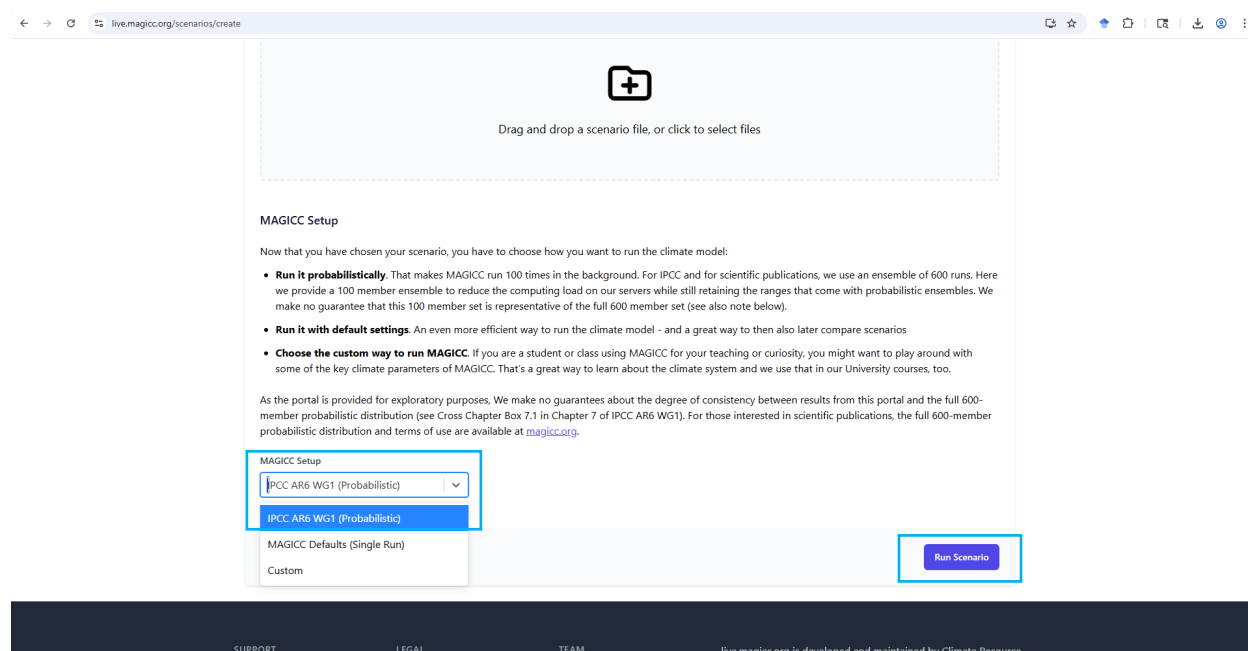 live.magicc.org/scenarios/create
Drag and drop a scenario file, or click to select files
MAGICC Setup
Now that you have chosen your scenario, you have to choose how you want to run the climate model:
• Run it probabilistically. That makes MAGICC run 100 times in the background. For IPCC and for scientific publications, we use an ensemble of 600 runs. Here
we provide a 100 member ensemble to reduce the computing load on our servers while still retaining the ranges that come with probabilistic ensembles. We
make no guarantee that this 100 member set is representative of the full 600 member set (see also note below).
• Run it with default settings. An even more efficient way to run the climate model - and a great way to then also later compare scenarios
• Choose the custom way to run MAGICC. If you are a student or class using MAGICC for your teaching or curiosity, you might want to play around with
some of the key climate parameters of MAGICC. That's a great way to learn about the climate system and we use that in our University courses, too.
As the portal is provided for exploratory purposes, We make no guarantees about the degree of consistency between results from this portal and the full 600-
member probabilistic distribution (see Cross Chapter Box 7.1 in Chapter 7 of IPCC AR6 WG1). For those interested in scientific publications, the full 600-member
probabilistic distribution and terms of use are available at magicc.org.
MAGICC Setup
IPCC AR6 WG1 (Probabilistic)
IPCC AR6 WG1 (Probabilistic)
MAGICC Defaults (Single Run)
Custom
Run Scenario
SUPPORT LEGAL TEAM live.magicc.org is developed and maintained by Climate Resource